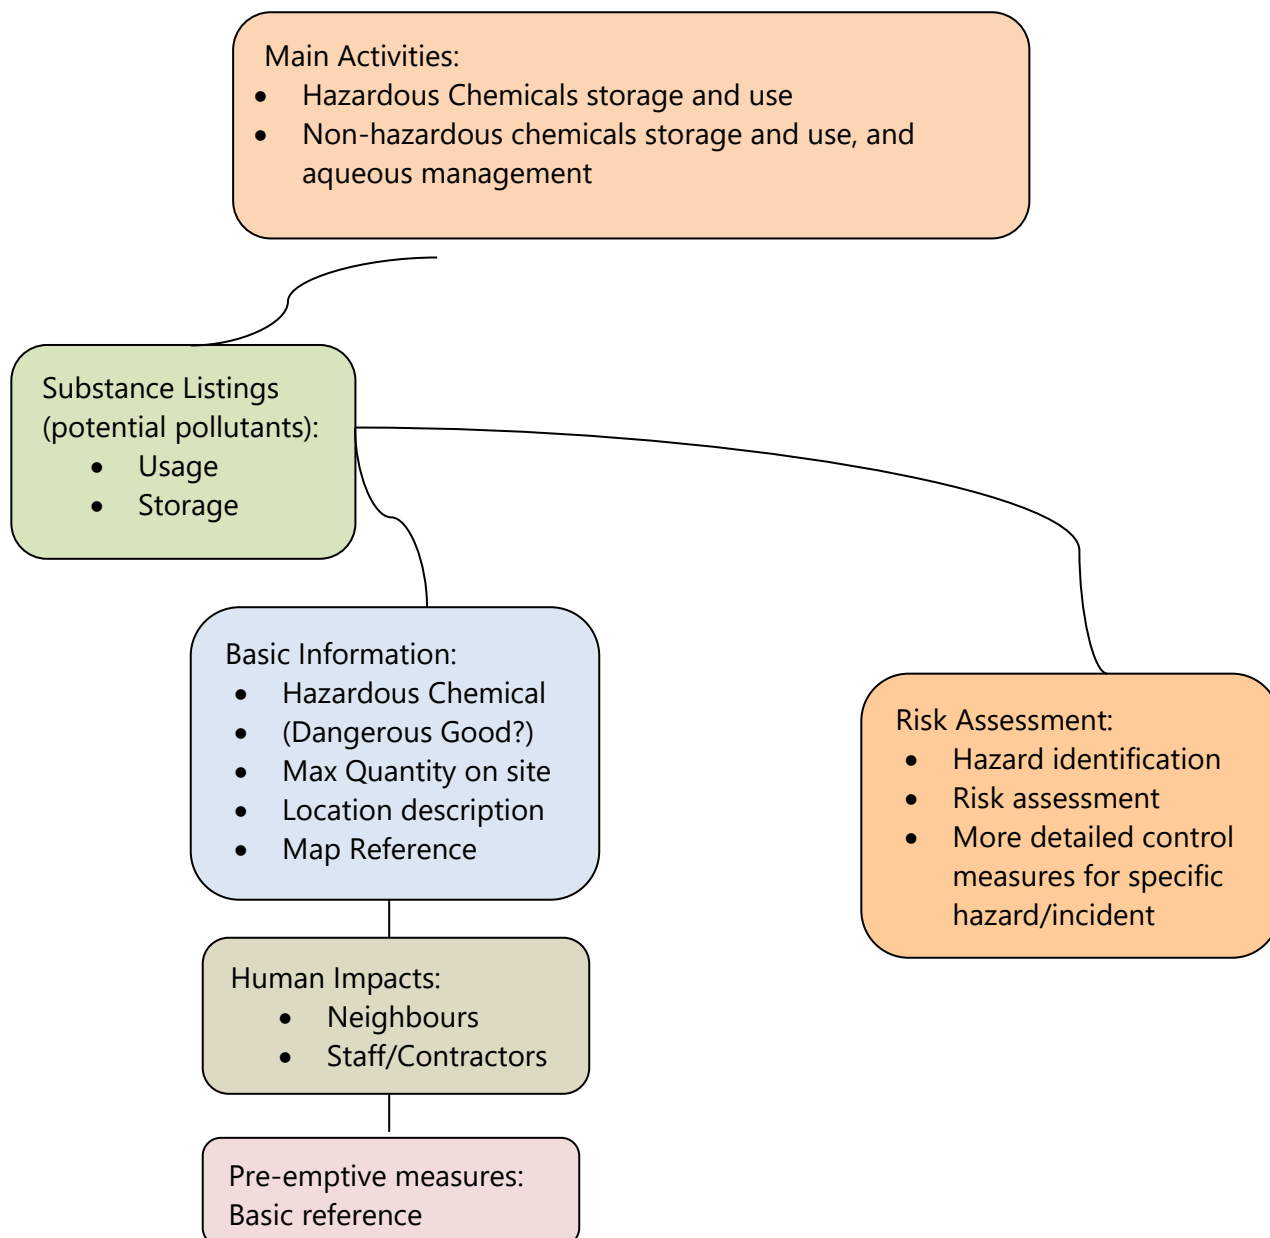 Main Activities:
• Hazardous Chemicals storage and use
• Non-hazardous chemicals storage and use, and
aqueous management
Substance Listings
(potential pollutants):
• Usage
• Storage
Basic Information:
• Hazardous Chemical
• (Dangerous Good?)
• Max Quantity on site
• Location description
• Map Reference
Risk Assessment:
• Hazard identification
• Risk assessment
• More detailed control
measures for specific
hazard/incident
Human Impacts:
• Neighbours
• Staff/Contractors
Pre-emptive measures:
Basic reference